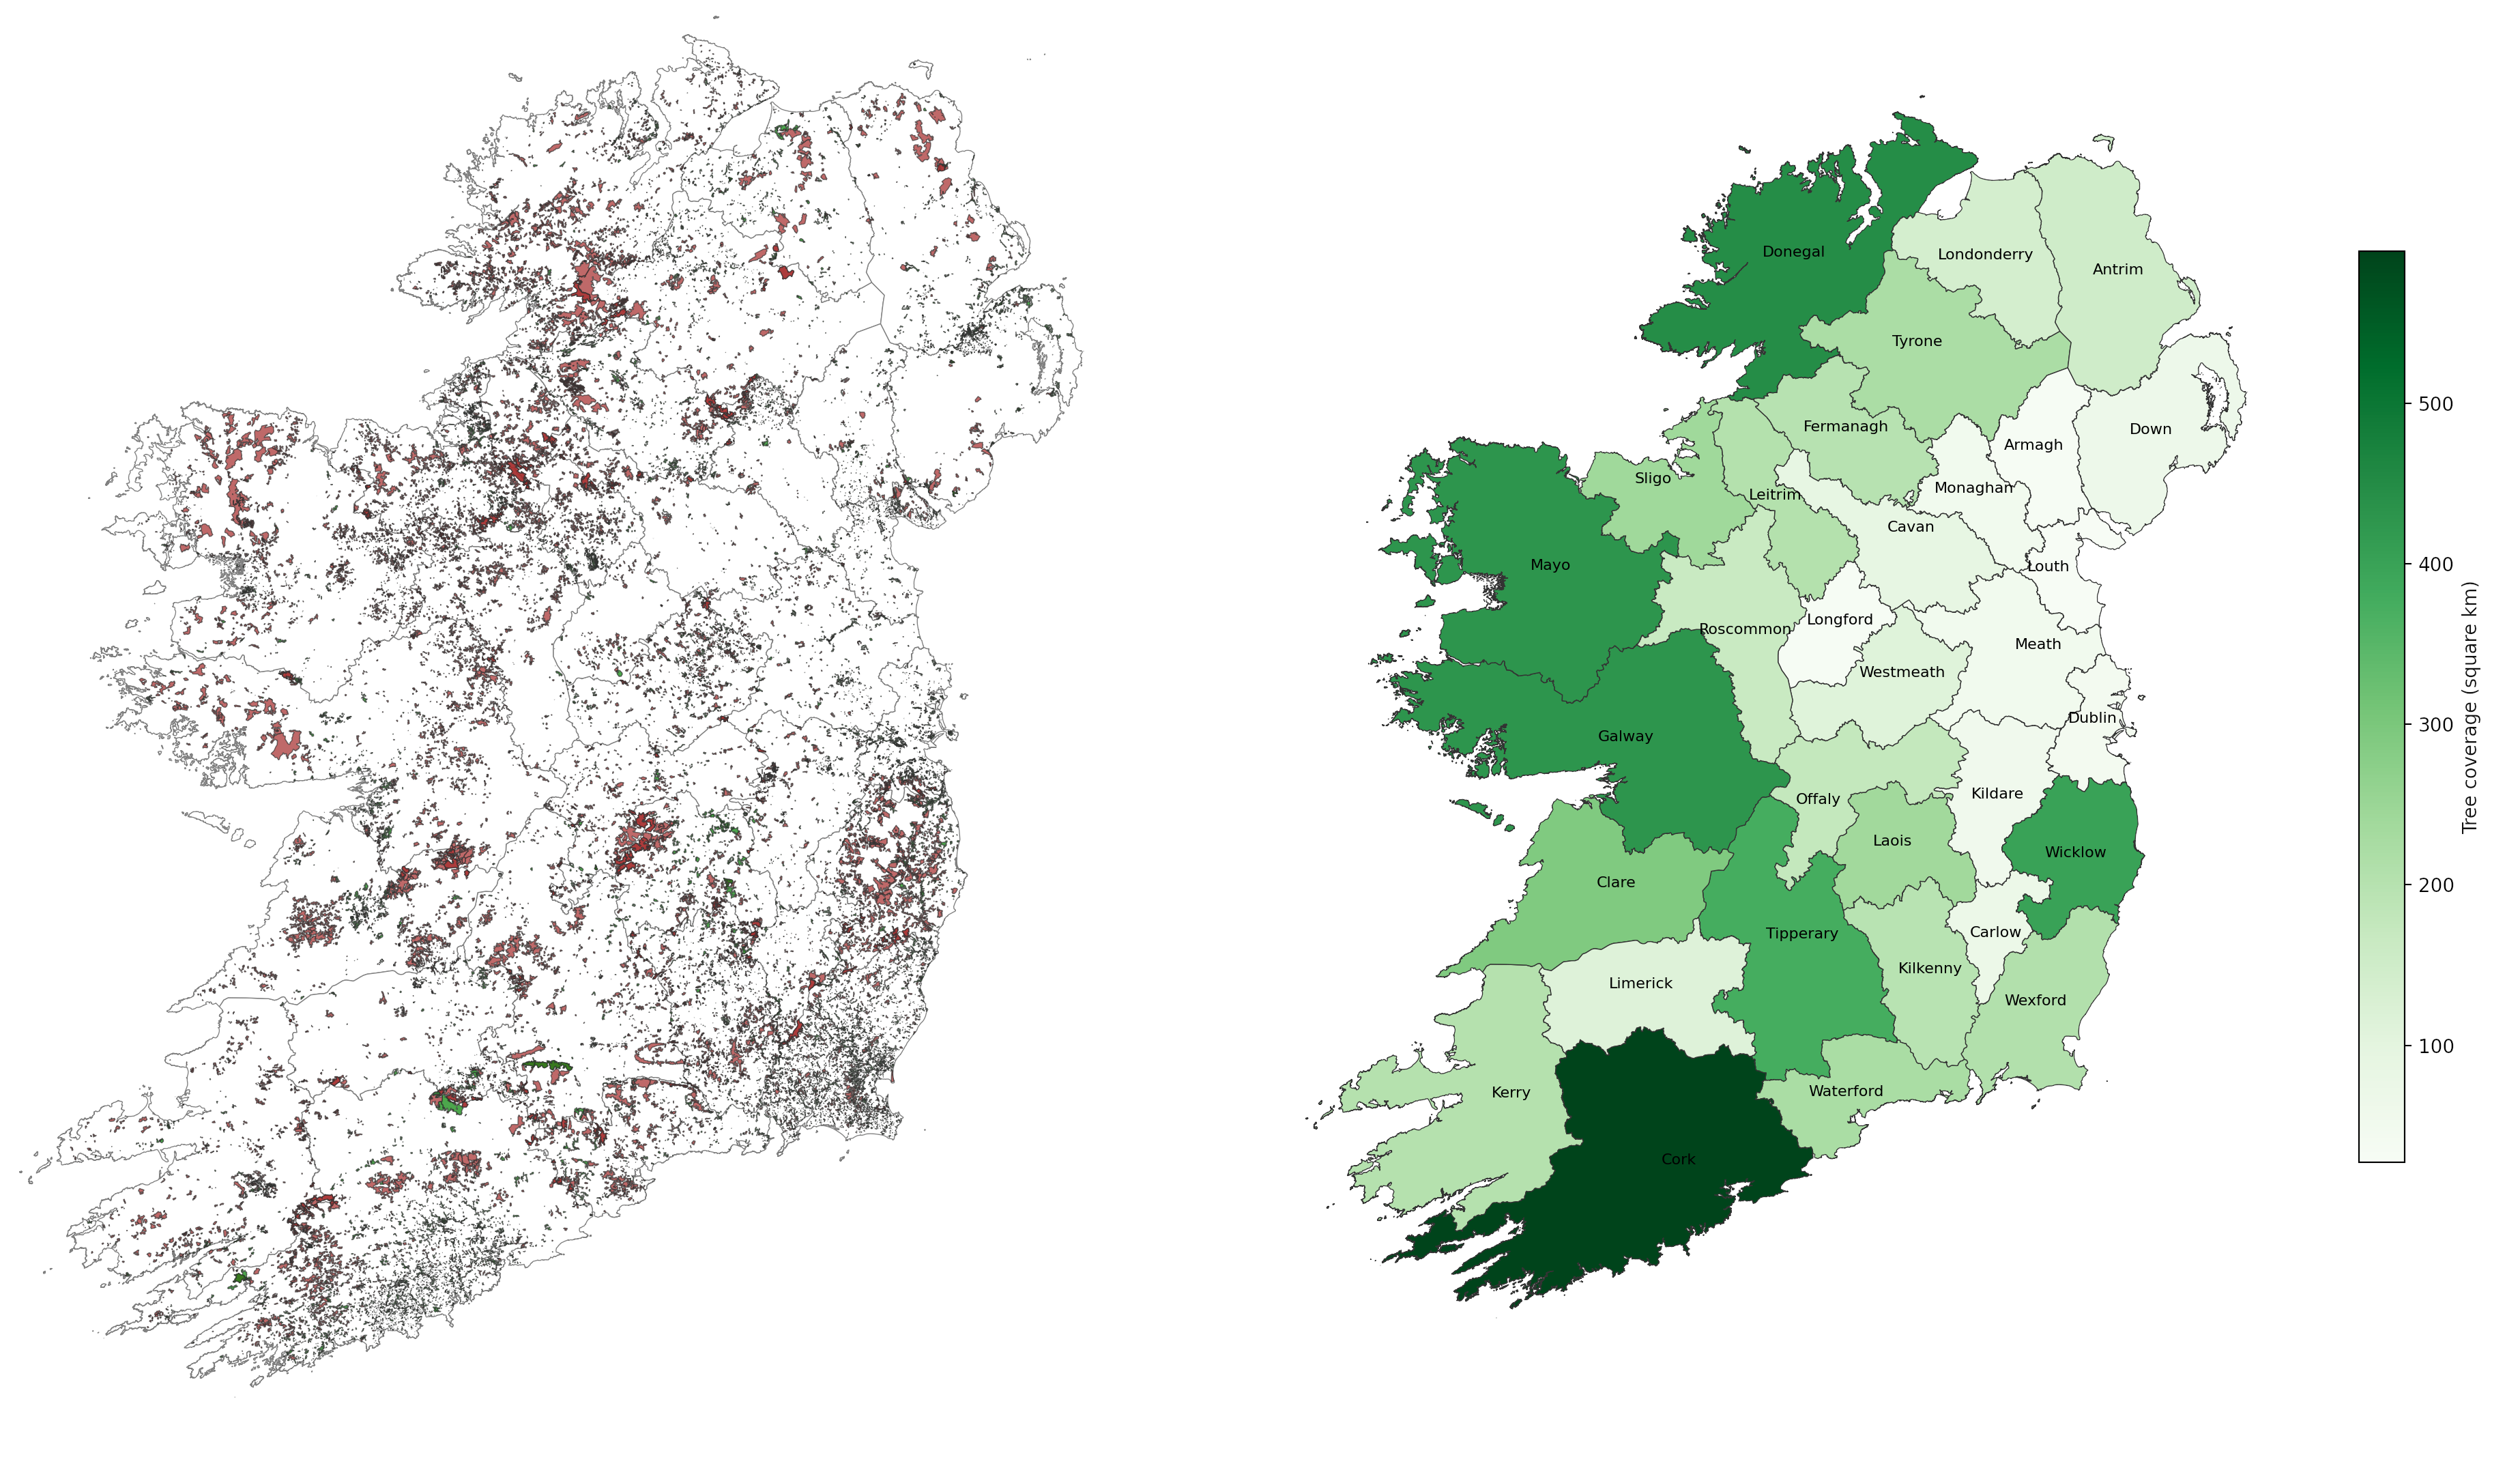 Donegal
Londonderry
Antrim
Tyrone
Fermanagh
Armagh
Down
Sligo
Leitrim
Monaghan
Cavan
Mayo
Louth
Longford
Roscommon
Meath
Westmeath
Dublin
Galway
Kildare
Offaly
Laois
Wicklow
Clare
Tipperary
Carlow
Kilkenny
Limerick
Wexford
Kerry
Waterford
Cork
500
400
300
200
100
Tree coverage (square km)